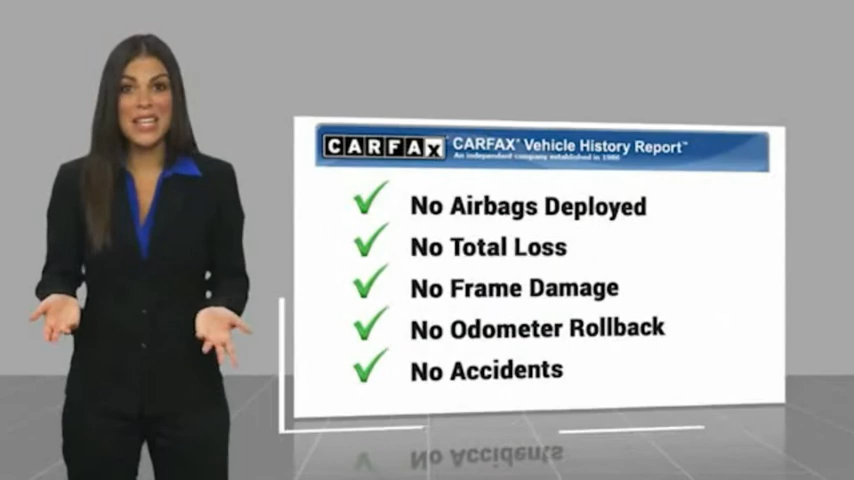 CARFAX CARFAX® Vehicle History Report™
An independent company established in 1986
No Airbags Deployed
No Total Loss
No Frame Damage
No Odometer Rollback
No Accidents
No Accidents